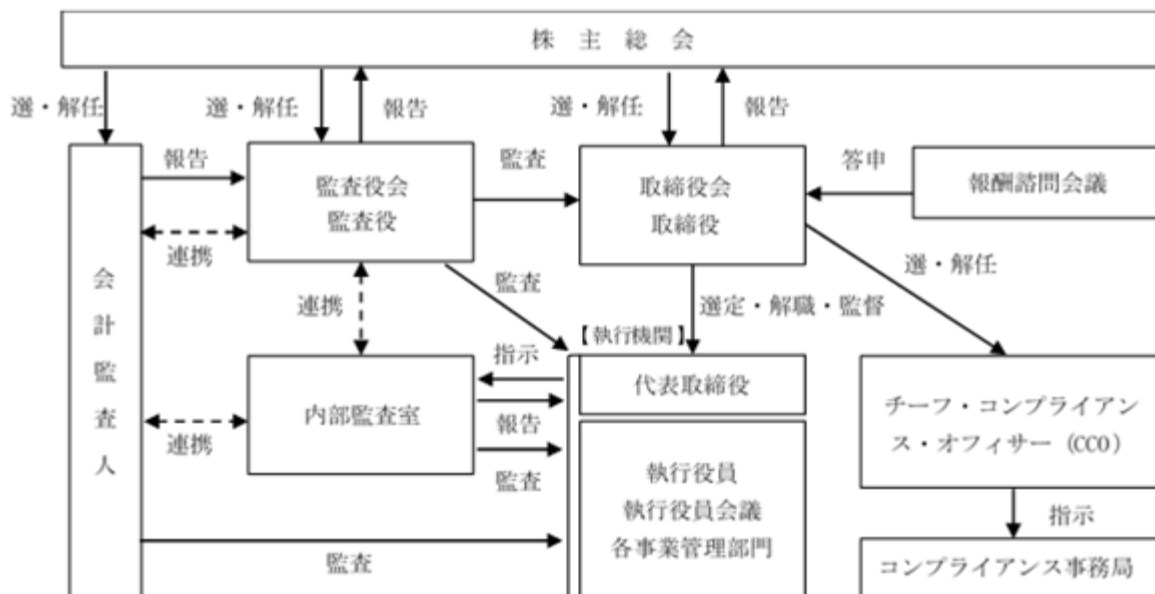 株主総会
選・解任
選・解任
報告
選・解任
報告
報告
監査役会
監査役
監査
取締役会
取締役
答申
報酬諮問会議
連携
会計監査人
連携
監査
選定・解職・監督
選・解任
【執行機関】
指示
代表取締役
内部監査室
報告
連携
監査
執行役員
執行役員会議
各事業管理部門
チーフ・コンプライアン
ス・オフィサー（CCO）
指示
監査
コンプライアンス事務局